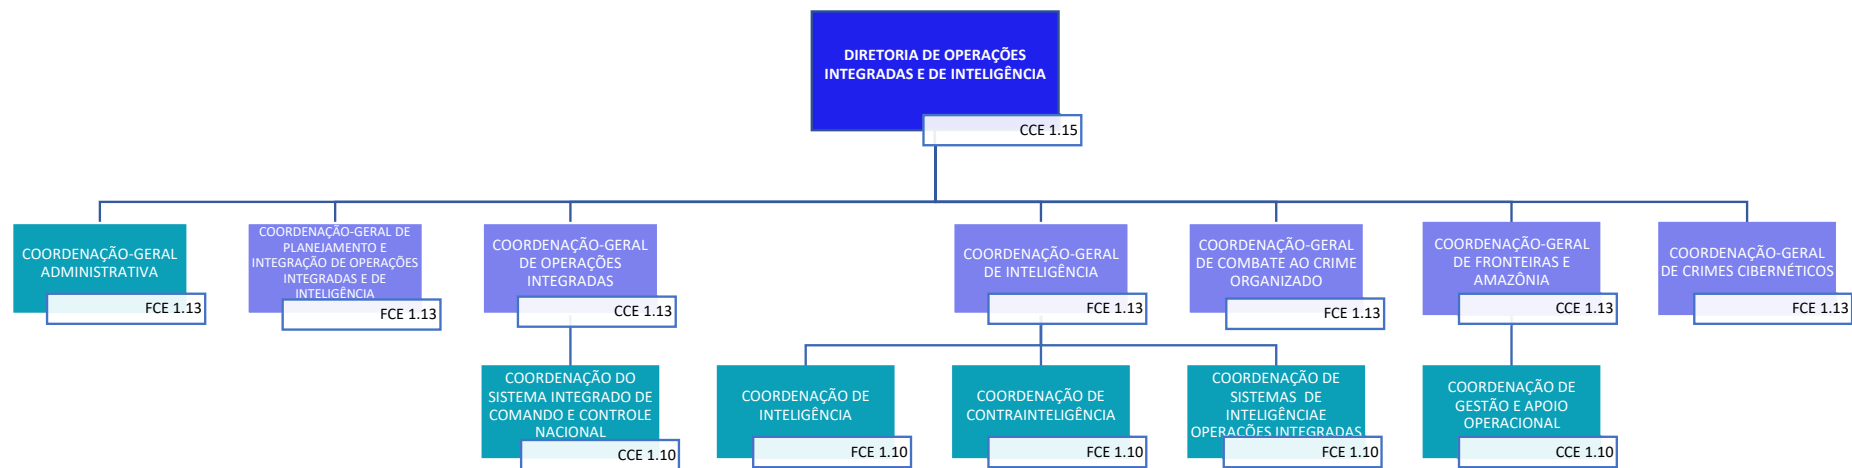 DIRETORIA DE OPERAÇÕES
INTEGRADAS E DE INTELIGÊNCIA
CCE 1.15
COORDENAÇÃO-GERAL
ADMINISTRATIVA
FCE 1.13
COORDENAÇÃO-GERAL DE
PLANEJAMENTO E
INTEGRAÇÃO DE OPERAÇÕES
INTEGRADAS E DE
INTELIGÊNCIA
FCE 1.13
COORDENAÇÃO-GERAL
DE OPERAÇÕES
INTEGRADAS
CCE 1.13
COORDENAÇÃO-GERAL
DE INTELIGÊNCIA
FCE 1.13
COORDENAÇÃO-GERAL
DE COMBATE AO CRIME
ORGANIZADO
FCE 1.13
COORDENAÇÃO-GERAL
DE FRONTEIRAS E
AMAZÔNIA
CCE 1.13
COORDENAÇÃO-GERAL
DE CRIMES CIBERNÉTICOS
FCE 1.13
COORDENAÇÃO DO
SISTEMA INTEGRADO DE
COMANDO E CONTROLE
NACIONAL
CCE 1.10
COORDENAÇÃO DE
INTELIGÊNCIA
FCE 1.10
COORDENAÇÃO DE
CONTRAINTELIGÊNCIA
FCE 1.10
COORDENAÇÃO DE
SISTEMAS DE
INTELIGÊNCIAE
OPERAÇÕES INTEGRADAS
FCE 1.10
COORDENAÇÃO DE
GESTÃO E APOIO
OPERACIONAL
CCE 1.10